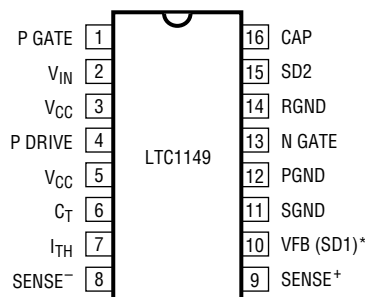 P GATE 1 16 CAP
V_IN 2 15 SD2
V_CC 3 14 RGND
P DRIVE 4 13 N GATE
LTC1149
V_CC 5 12 PGND
C_T 6 11 SGND
I_TH 7 10 VFB (SD1)*
SENSE⁻ 8 9 SENSE⁺